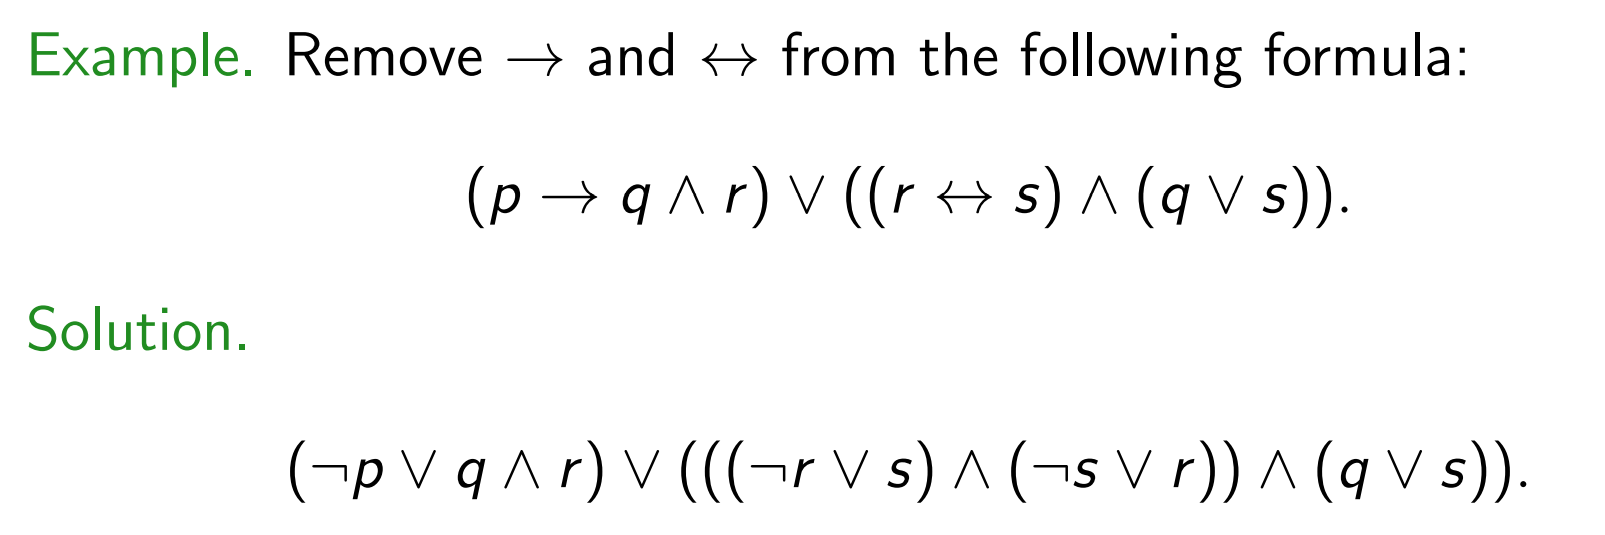 Example. Remove → and ↔ from the following formula:
(p → q ∧ r) ∨ ((r ↔ s) ∧ (q ∨ s)).
Solution.
(¬p ∨ q ∧ r) ∨ (((¬r ∨ s) ∧ (¬s ∨ r)) ∧ (q ∨ s)).